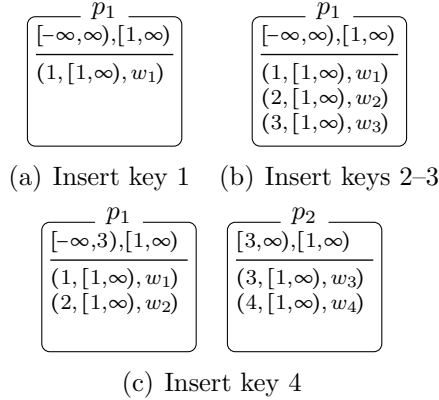 p₁
[-∞,∞),[1,∞)
(1,[1,∞), w₁)
(a) Insert key 1
p₁
[-∞,∞),[1,∞)
(1,[1,∞), w₁)
(2,[1,∞), w₂)
(3,[1,∞), w₃)
(b) Insert keys 2–3
p₁
[-∞,3),[1,∞)
(1,[1,∞), w₁)
(2,[1,∞), w₂)
p₂
[3,∞),[1,∞)
(3,[1,∞), w₃)
(4,[1,∞), w₄)
(c) Insert key 4